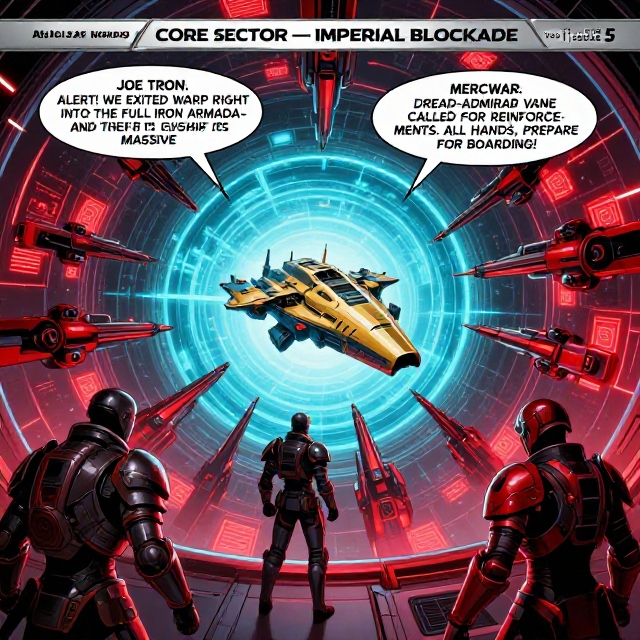 CORE SECTOR — IMPERIAL BLOCKADE
5
JOE TRON.
ALERT! WE EXITED WARP RIGHT
INTO THE FULL IRON ARMADA-
AND
MASSIVE
MERCWAR.
DREAD-ADMIRAD VANE
CALLED FOR REINFORCE-
MENTS. ALL HANDS, PREPARE
FOR BOARDING!